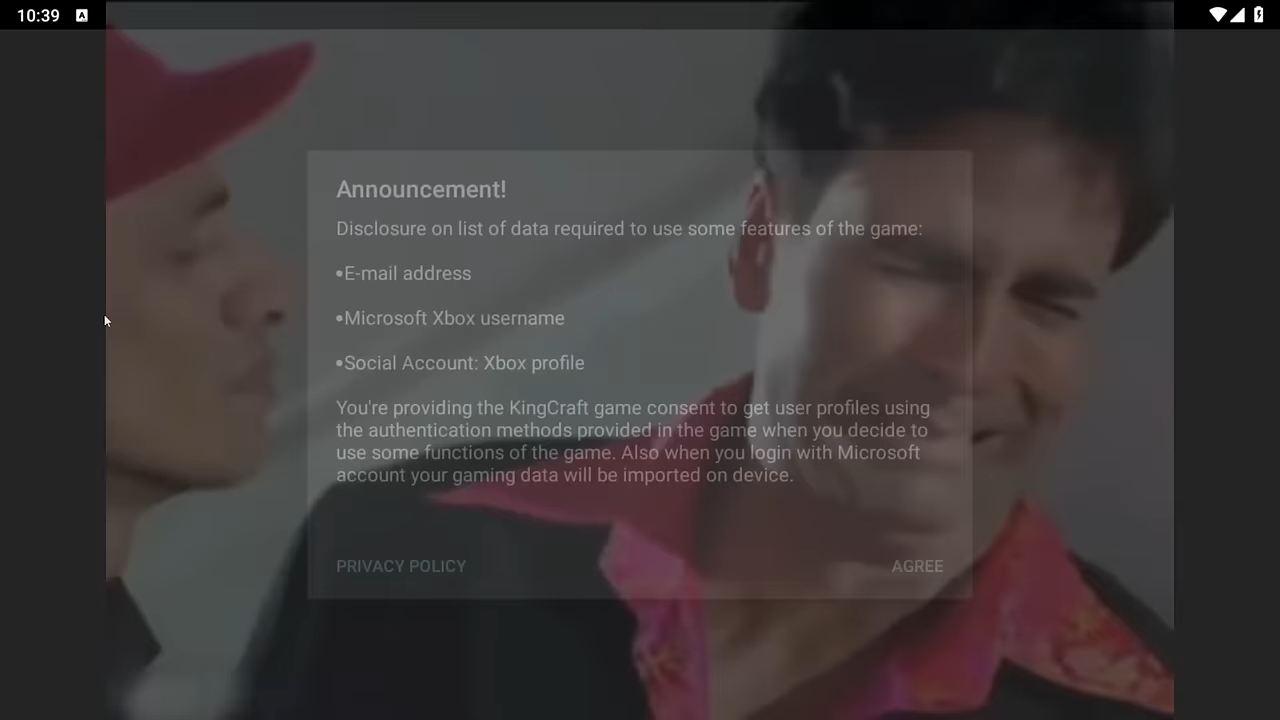 10:39
Announcement!
Disclosure on list of data required to use some features of the game:
•E-mail address
•Microsoft Xbox username
•Social Account: Xbox profile
You're providing the KingCraft game consent to get user profiles using
the authentication methods provided in the game when you decide to
use some functions of the game. Also when you login with Microsoft
account your gaming data will be imported on device.
PRIVACY POLICY
AGREE